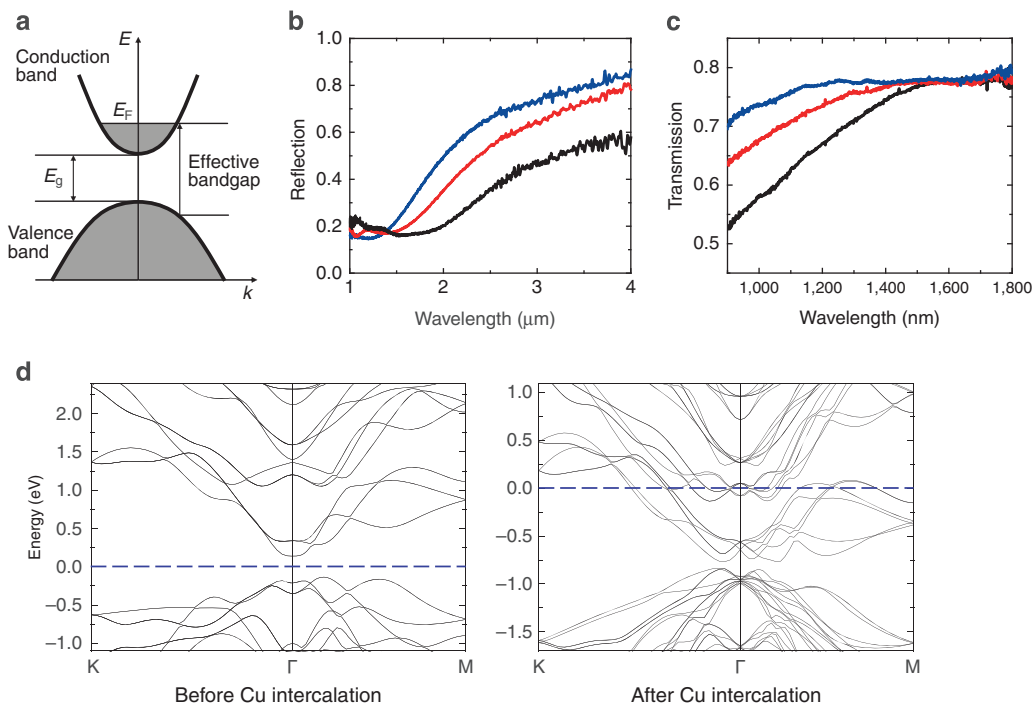 a
E
Conduction
band
E_F
E_g
Effective
bandgap
Valence
band
k
b
1.0
0.8
0.6
0.4
0.2
0.0
Reflection
1 2 3 4
Wavelength (μm)
c
0.8
0.7
0.6
0.5
Transmission
1,000 1,200 1,400 1,600 1,800
Wavelength (nm)
d
2.0
1.5
1.0
0.5
0.0
−0.5
−1.0
Energy (eV)
K Γ M
Before Cu intercalation
1.0
0.5
0.0
−0.5
−1.0
−1.5
K Γ M
After Cu intercalation